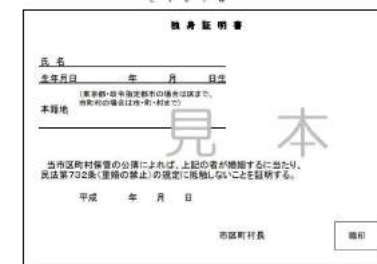 独身証明書
氏名
生年月日 年 月 日生
(東京都・政令指定都市の場合は区まで、
市町村の場合は市・町・村まで)
本籍地
見本
当市区町村保管の公簿によれば、上記の者が婚姻するに当たり、
民法第732条(重婚の禁止)の規定に抵触しないことを証明する。
平成 年 月 日
市区町村長 職印